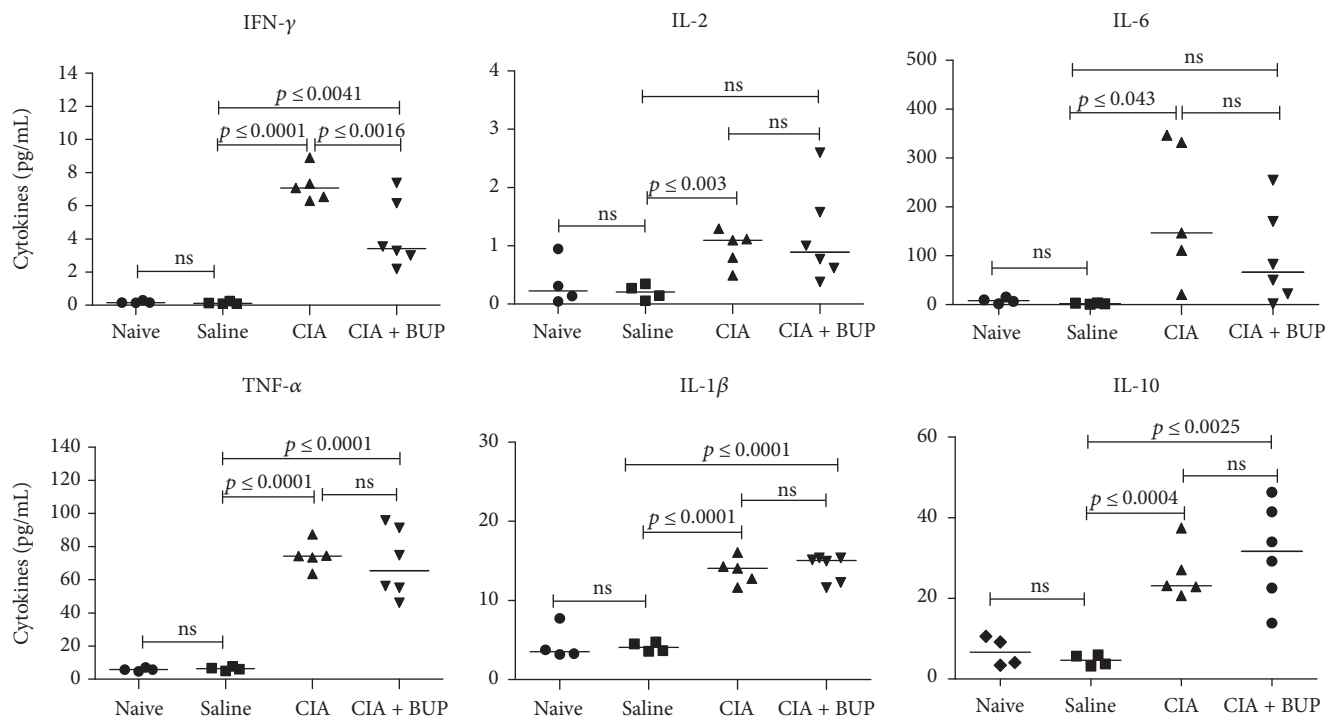 IFN-γ
Cytokines (pg/mL)
14
12
10
8
6
4
2
0
ns
p ≤ 0.0041
p ≤ 0.0001
p ≤ 0.0016
Naive Saline CIA CIA + BUP
IL-2
4
3
2
1
0
ns
ns
ns
p ≤ 0.003
Naive Saline CIA CIA + BUP
IL-6
500
400
300
200
100
0
ns
p ≤ 0.043
ns
ns
Naive Saline CIA CIA + BUP
TNF-α
Cytokines (pg/mL)
140
120
100
80
60
40
20
0
p ≤ 0.0001
p ≤ 0.0001
ns
ns
Naive Saline CIA CIA + BUP
IL-1β
30
20
10
0
p ≤ 0.0001
ns
p ≤ 0.0001
ns
Naive Saline CIA CIA + BUP
IL-10
60
40
20
0
p ≤ 0.0025
ns
p ≤ 0.0004
ns
Naive Saline CIA CIA + BUP